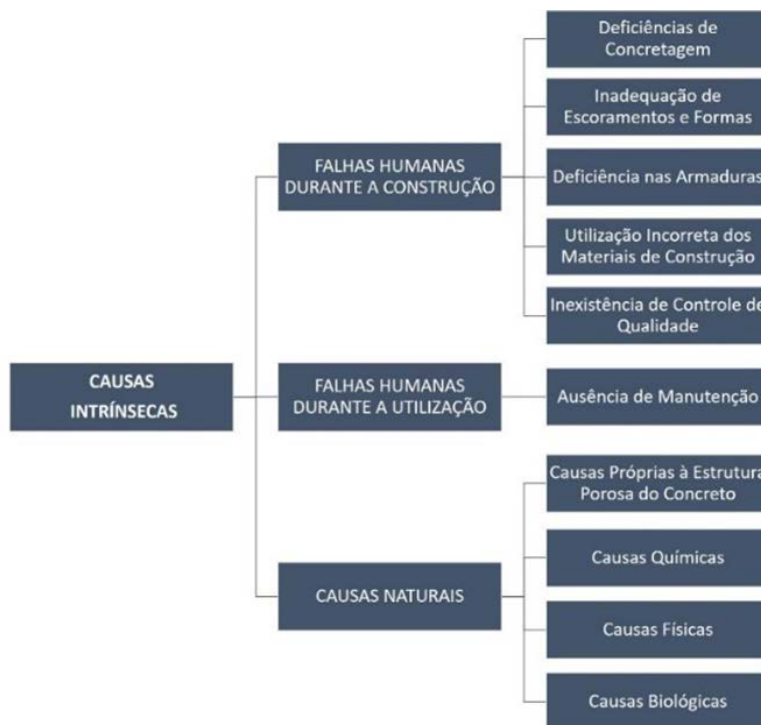 CAUSAS
INTRÍNSECAS
FALHAS HUMANAS
DURANTE A CONSTRUÇÃO
Deficiências de
Concretagem
Inadequação de
Escoramentos e Formas
Deficiência nas Armaduras
Utilização Incorreta dos
Materiais de Construção
Inexistência de Controle de
Qualidade
FALHAS HUMANAS
DURANTE A UTILIZAÇÃO
Ausência de Manutenção
CAUSAS NATURAIS
Causas Próprias à Estrutura
Porosa do Concreto
Causas Químicas
Causas Físicas
Causas Biológicas